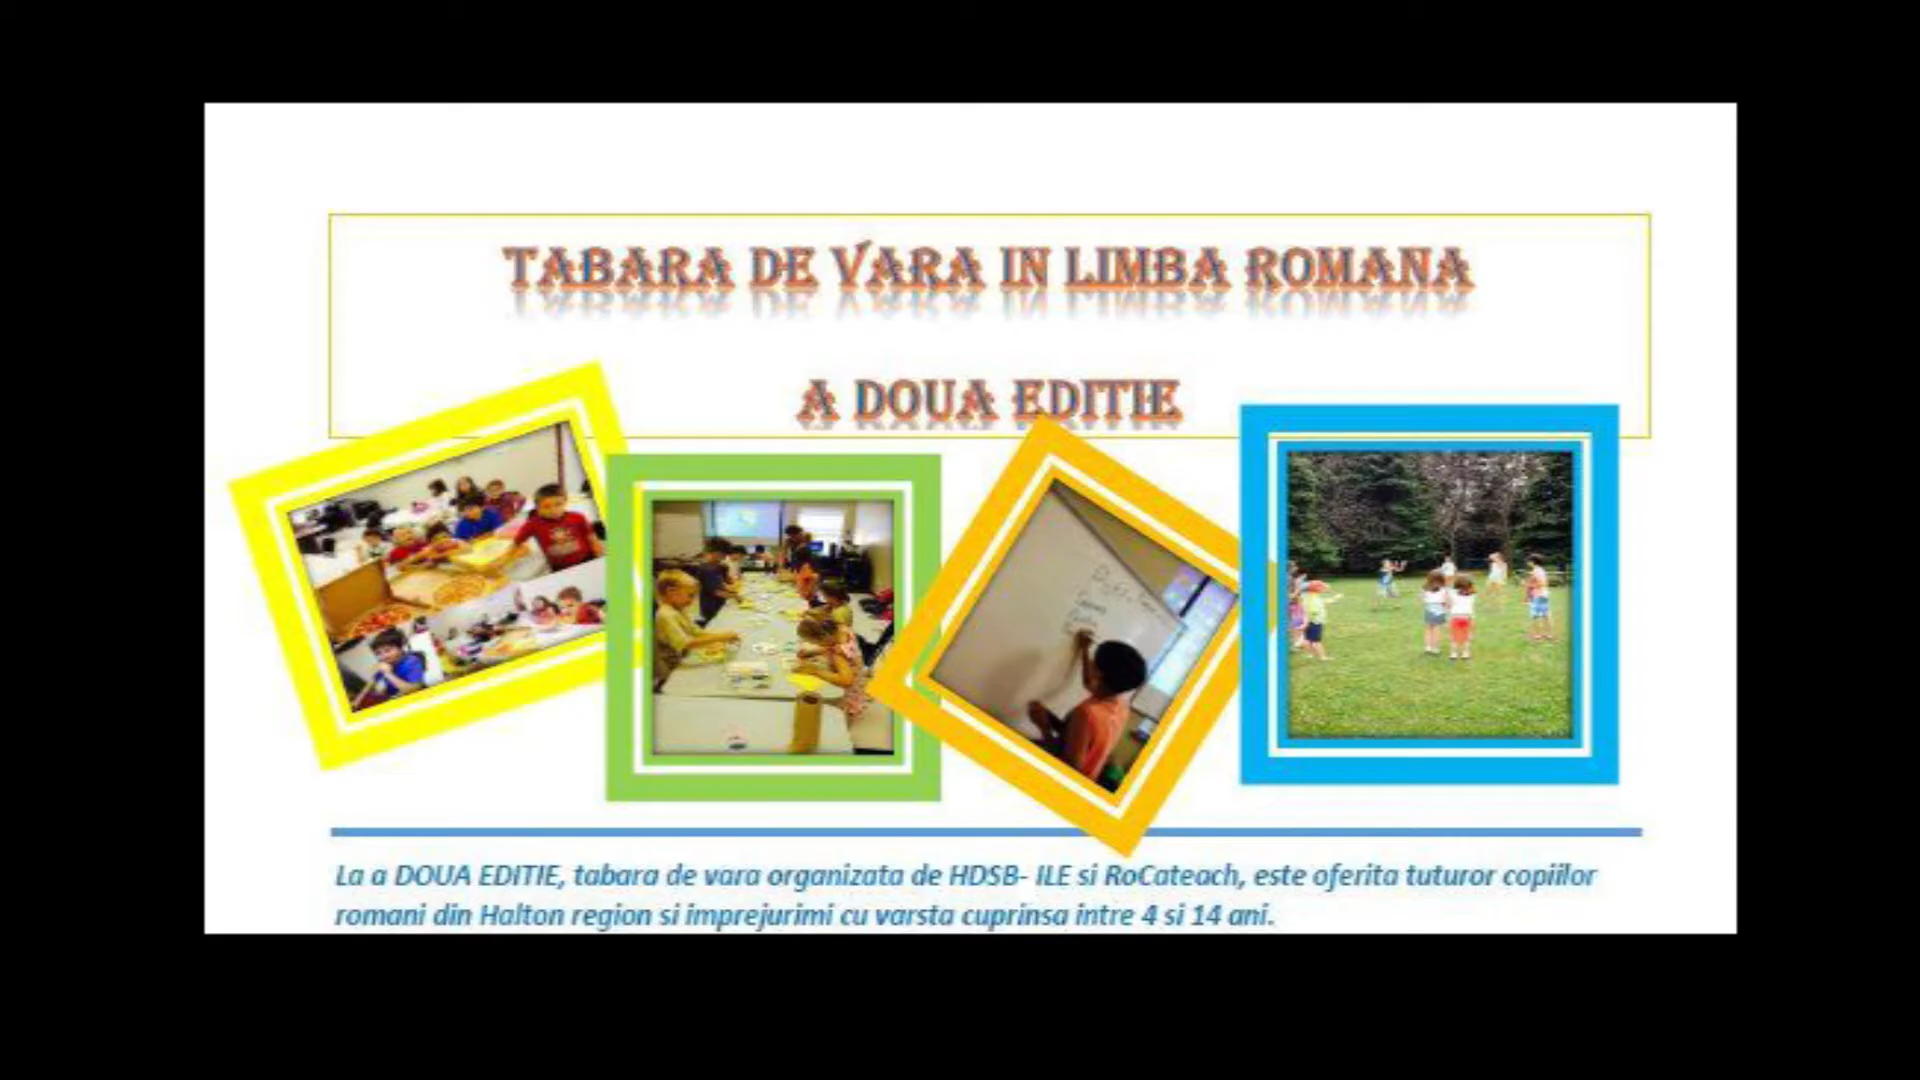 TABARA DE VARA IN LIMBA ROMANA
A DOUA EDITIE
La a DOUA EDITIE, tabara de vara organizata de HDSB- ILE si RoCateach, este oferita tuturor copiilor
romani din Halton region si imprejurimi cu varsta cuprinsa intre 4 si 14 ani.